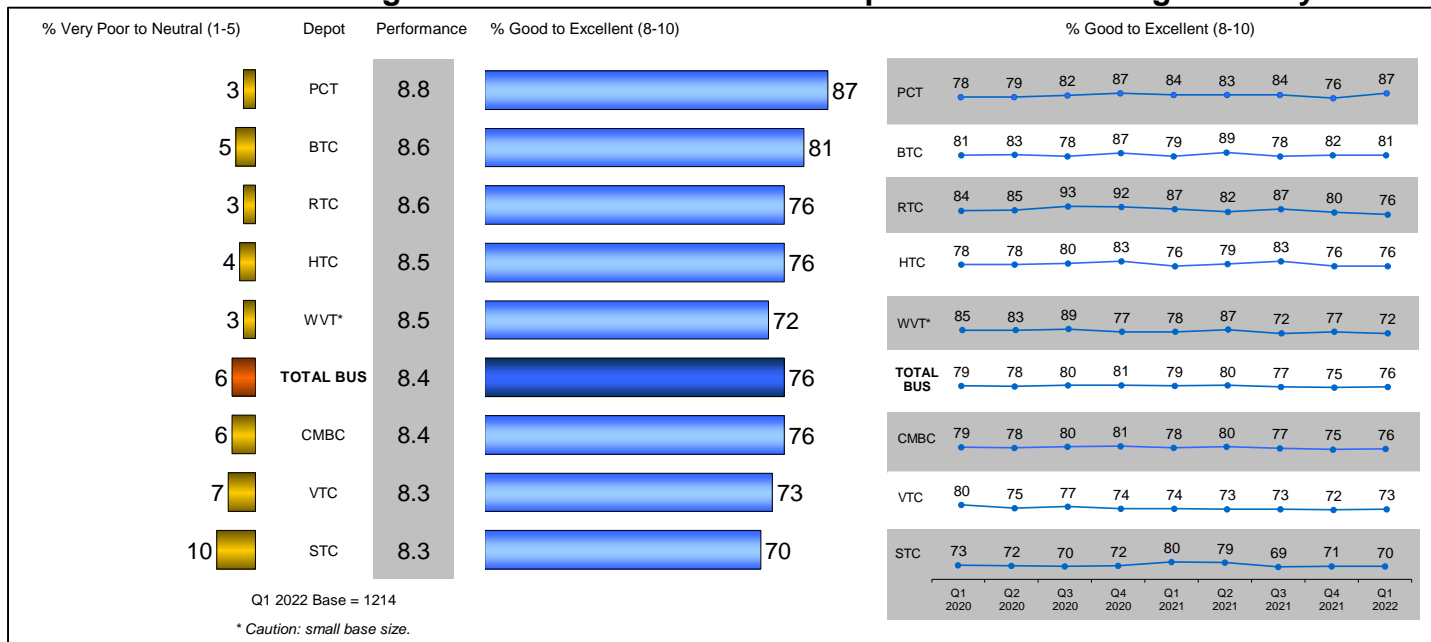 % Very Poor to Neutral (1-5) Depot Performance % Good to Excellent (8-10) % Good to Excellent (8-10)
3 PCT 8.8 87
5 BTC 8.6 81
3 RTC 8.6 76
4 HTC 8.5 76
3 WVT* 8.5 72
6 TOTAL BUS 8.4 76
6 CMBC 8.4 76
7 VTC 8.3 73
10 STC 8.3 70
Q1 2022 Base = 1214
* Caution: small base size.
PCT 78 79 82 87 84 83 84 76 87
BTC 81 83 78 87 79 89 78 82 81
RTC 84 85 93 92 87 82 87 80 76
HTC 78 78 80 83 76 79 83 76 76
WVT* 85 83 89 77 78 87 72 77 72
TOTAL
BUS 79 78 80 81 79 80 77 75 76
CMBC 79 78 80 81 78 80 77 75 76
VTC 80 75 77 74 74 73 73 72 73
STC 73 72 70 72 80 79 69 71 70
Q1 Q2 Q3 Q4 Q1 Q2 Q3 Q4 Q1
2020 2020 2020 2020 2021 2021 2021 2021 2022